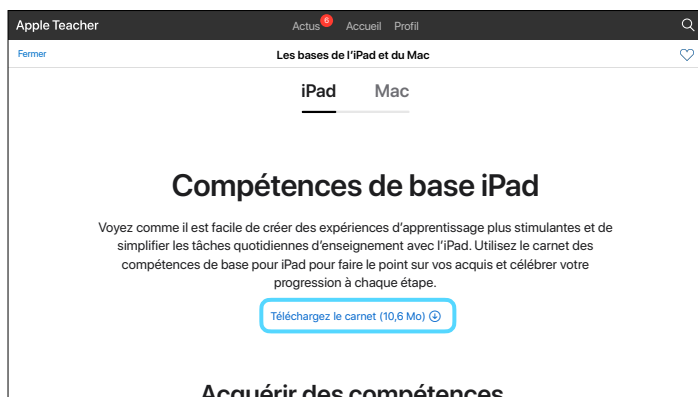 Apple Teacher Actus 6 Accueil Profil
Fermer Les bases de l'iPad et du Mac
iPad Mac
Compétences de base iPad
Voyez comme il est facile de créer des expériences d'apprentissage plus stimulantes et de
simplifier les tâches quotidiennes d'enseignement avec l'iPad. Utilisez le carnet des
compétences de base pour iPad pour faire le point sur vos acquis et célébrer votre
progression à chaque étape.
Téléchargez le carnet (10,6 Mo)
Acquérir des compétences